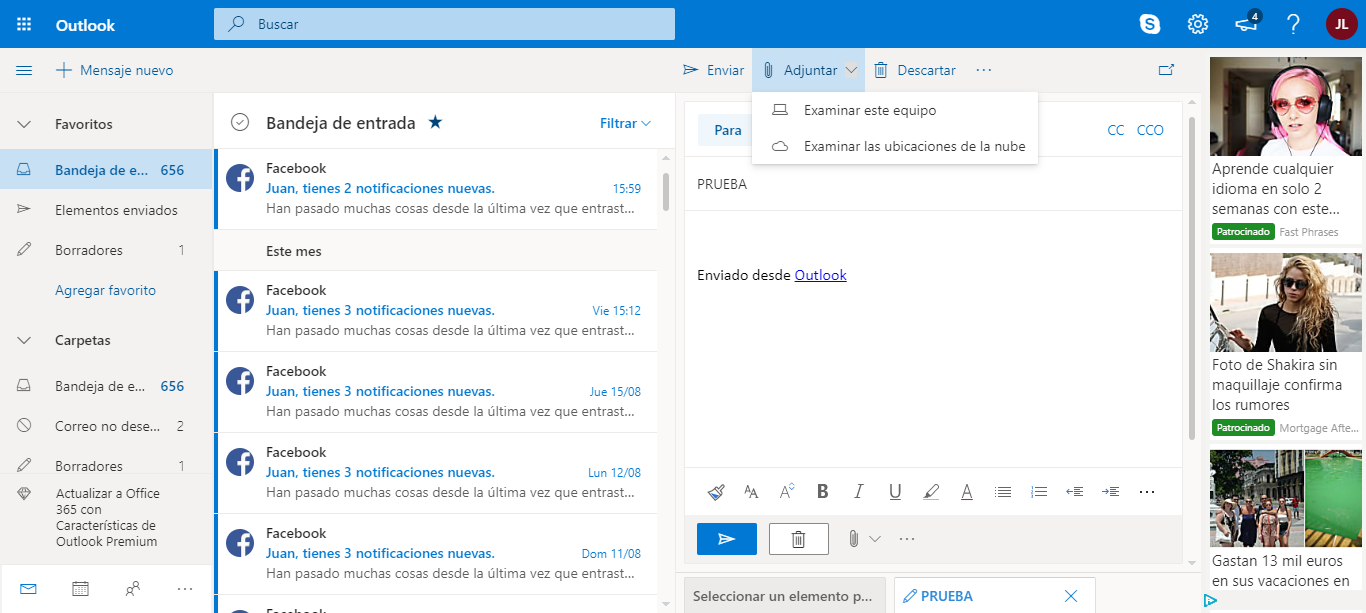 Outlook
Buscar
4
JL
Mensaje nuevo
Enviar
Adjuntar
Descartar
Favoritos
Bandeja de e... 656
Elementos enviados
Borradores 1
Agregar favorito
Carpetas
Bandeja de e... 656
Correo no dese... 2
Borradores 1
Actualizar a Office
365 con
Características de
Outlook Premium
Bandeja de entrada
Filtrar
Facebook
Juan, tienes 2 notificaciones nuevas. 15:59
Han pasado muchas cosas desde la última vez que entrast...
Este mes
Facebook
Juan, tienes 3 notificaciones nuevas. Vie 15:12
Han pasado muchas cosas desde la última vez que entrast...
Facebook
Juan, tienes 3 notificaciones nuevas. Jue 15/08
Han pasado muchas cosas desde la última vez que entrast...
Facebook
Juan, tienes 3 notificaciones nuevas. Lun 12/08
Han pasado muchas cosas desde la última vez que entrast...
Facebook
Juan, tienes 3 notificaciones nuevas. Dom 11/08
Han pasado muchas cosas desde la última vez que entrast...
Facebook
Examinar este equipo
Examinar las ubicaciones de la nube
Para
CC CCO
PRUEBA
Enviado desde Outlook
Seleccionar un elemento p...
PRUEBA
Aprende cualquier
idioma en solo 2
semanas con este...
Patrocinado Fast Phrases
Foto de Shakira sin
maquillaje confirma
los rumores
Patrocinado Mortgage Afte...
Gastan 13 mil euros
en sus vacaciones en